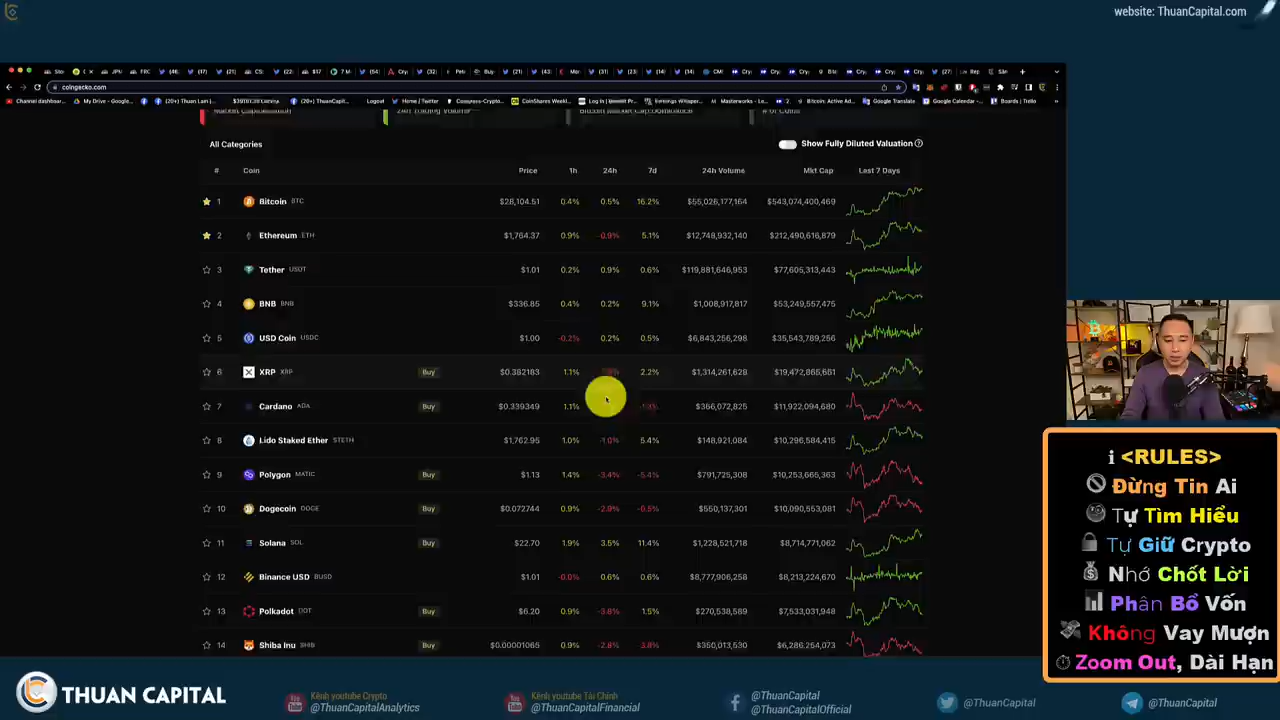 website: ThuanCapital.com
coingecko.com
All Categories
Show Fully Diluted Valuation
# Coin Price 1h 24h 7d 24h Volume Mkt Cap Last 7 Days
1 Bitcoin BTC $28,104.51 0.4% 0.5% 16.2% $55,026,177,164 $543,074,400,469
2 Ethereum ETH $1,764.37 0.9% -0.9% 5.1% $12,748,932,140 $212,490,616,879
3 Tether USDT $1.01 0.2% 0.9% 0.6% $119,881,646,953 $77,605,313,443
4 BNB BNB $336.85 0.4% 0.2% 9.1% $1,008,917,817 $53,249,557,475
5 USD Coin USDC $1.00 -0.2% 0.2% 0.5% $6,843,256,298 $35,543,789,256
6 XRP XRP Buy $0.382183 1.1% 2.2% $1,314,261,628 $19,472,865,661
7 Cardano ADA Buy $0.339349 1.1% $366,072,825 $11,922,094,680
8 Lido Staked Ether STETH $1,762.95 1.0% -1.0% 5.4% $148,921,084 $10,296,584,415
9 Polygon MATIC Buy $1.13 1.4% -3.4% -5.4% $791,725,308 $10,253,665,363
10 Dogecoin DOGE Buy $0.072744 0.9% -2.9% -0.5% $550,137,301 $10,090,553,081
11 Solana SOL Buy $22.70 1.9% 3.5% 11.4% $1,228,521,718 $8,714,771,062
12 Binance USD BUSD $1.01 -0.0% 0.6% 0.6% $8,777,906,258 $8,213,224,670
13 Polkadot DOT Buy $6.20 0.9% -3.8% 1.5% $270,538,589 $7,533,031,948
14 Shiba Inu SHIB Buy $0.00001065 0.9% -2.8% 3.8% $350,013,530 $6,286,254,073
<RULES>
Đừng Tin Ai
Tự Tìm Hiểu
Tự Giữ Crypto
Nhớ Chốt Lời
Phân Bổ Vốn
Không Vay Mượn
Zoom Out, Dài Hạn
THUAN CAPITAL
Kênh youtube Crypto
@ThuanCapitalAnalytics
Kênh youtube Tài Chính
@ThuanCapitalFinancial
@ThuanCapital
@ThuanCapitalOfficial
@ThuanCapital
@ThuanCapital